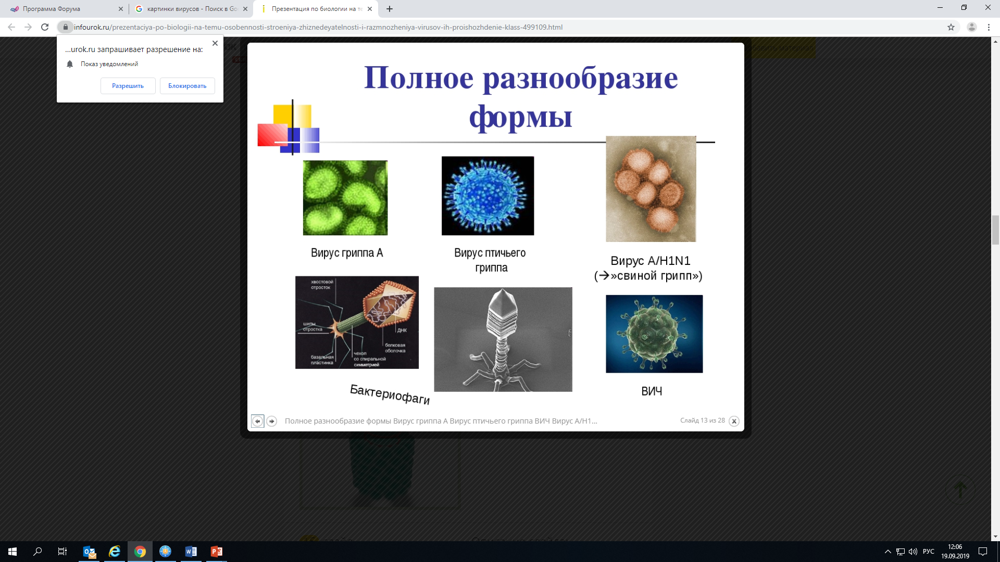 Программа Форума
картинки вирусов - Поиск в Go
Презентация по биологии на те
infourok.ru/prezentaciya-po-biologii-na-temu-osobennosti-stroeniya-zhiznedeyatelnosti-i-razmnozheniya-virusov-ih-proishozhdenie-klass-499109.html
...urok.ru запрашивает разрешение на:
Показ уведомлений
Разрешить
Блокировать
Полное разнообразие
формы
Вирус гриппа А
Вирус птичьего
гриппа
Вирус A/H1N1
(→»свиной грипп»)
хвостовой
отросток
шипы
отростка
ДНК
белковая
оболочка
базальная
пластинка
чехол
со спиральной
симметрией
Бактериофаги
ВИЧ
Полное разнообразие формы Вирус гриппа А Вирус птичьего гриппа ВИЧ Вирус A/H1...
Слайд 13 из 28
РУС
12:06
19.09.2019